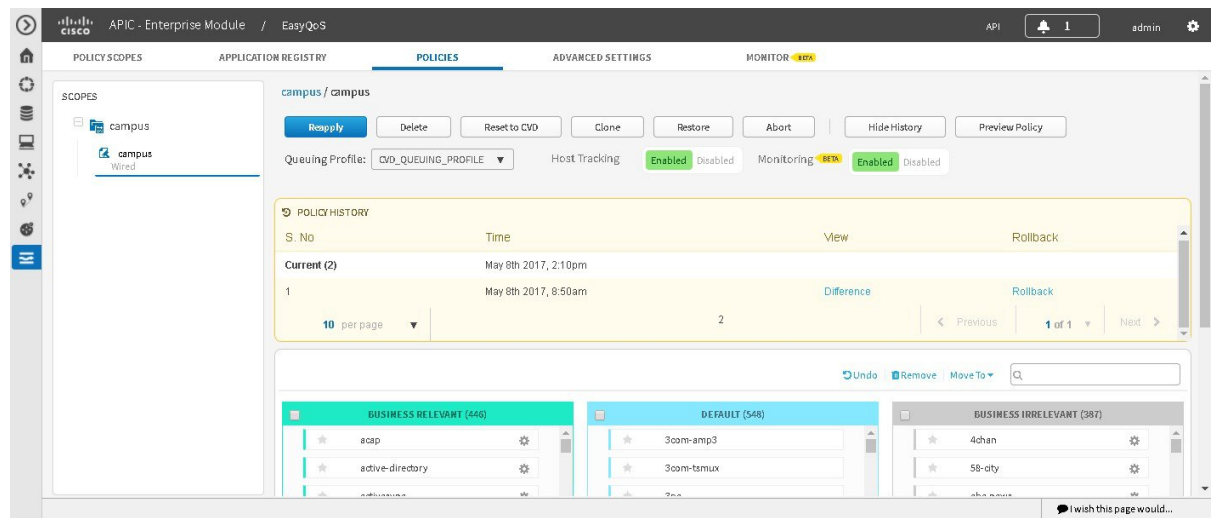 cisco APIC - Enterprise Module / EasyQoS API 1 admin
POLICY SCOPES APPLICATION REGISTRY POLICIES ADVANCED SETTINGS MONITOR BETA
SCOPES
campus
campus
Wired
campus / campus
Reapply Delete Reset to CVD Clone Restore Abort Hide History Preview Policy
Queuing Profile: CVD_QUEUING_PROFILE Host Tracking Enabled Disabled Monitoring BETA Enabled Disabled
POLICY HISTORY
S. No Time View Rollback
Current (2) May 8th 2017, 2:10pm
1 May 8th 2017, 8:50am Difference Rollback
10 per page 2 Previous 1 of 1 Next
Undo Remove Move To
BUSINESS RELEVANT (446) DEFAULT (548) BUSINESS IRRELEVANT (387)
acap 3com-amp3 4chan
active-directory 3com-tsmux 58-city
I wish this page would...